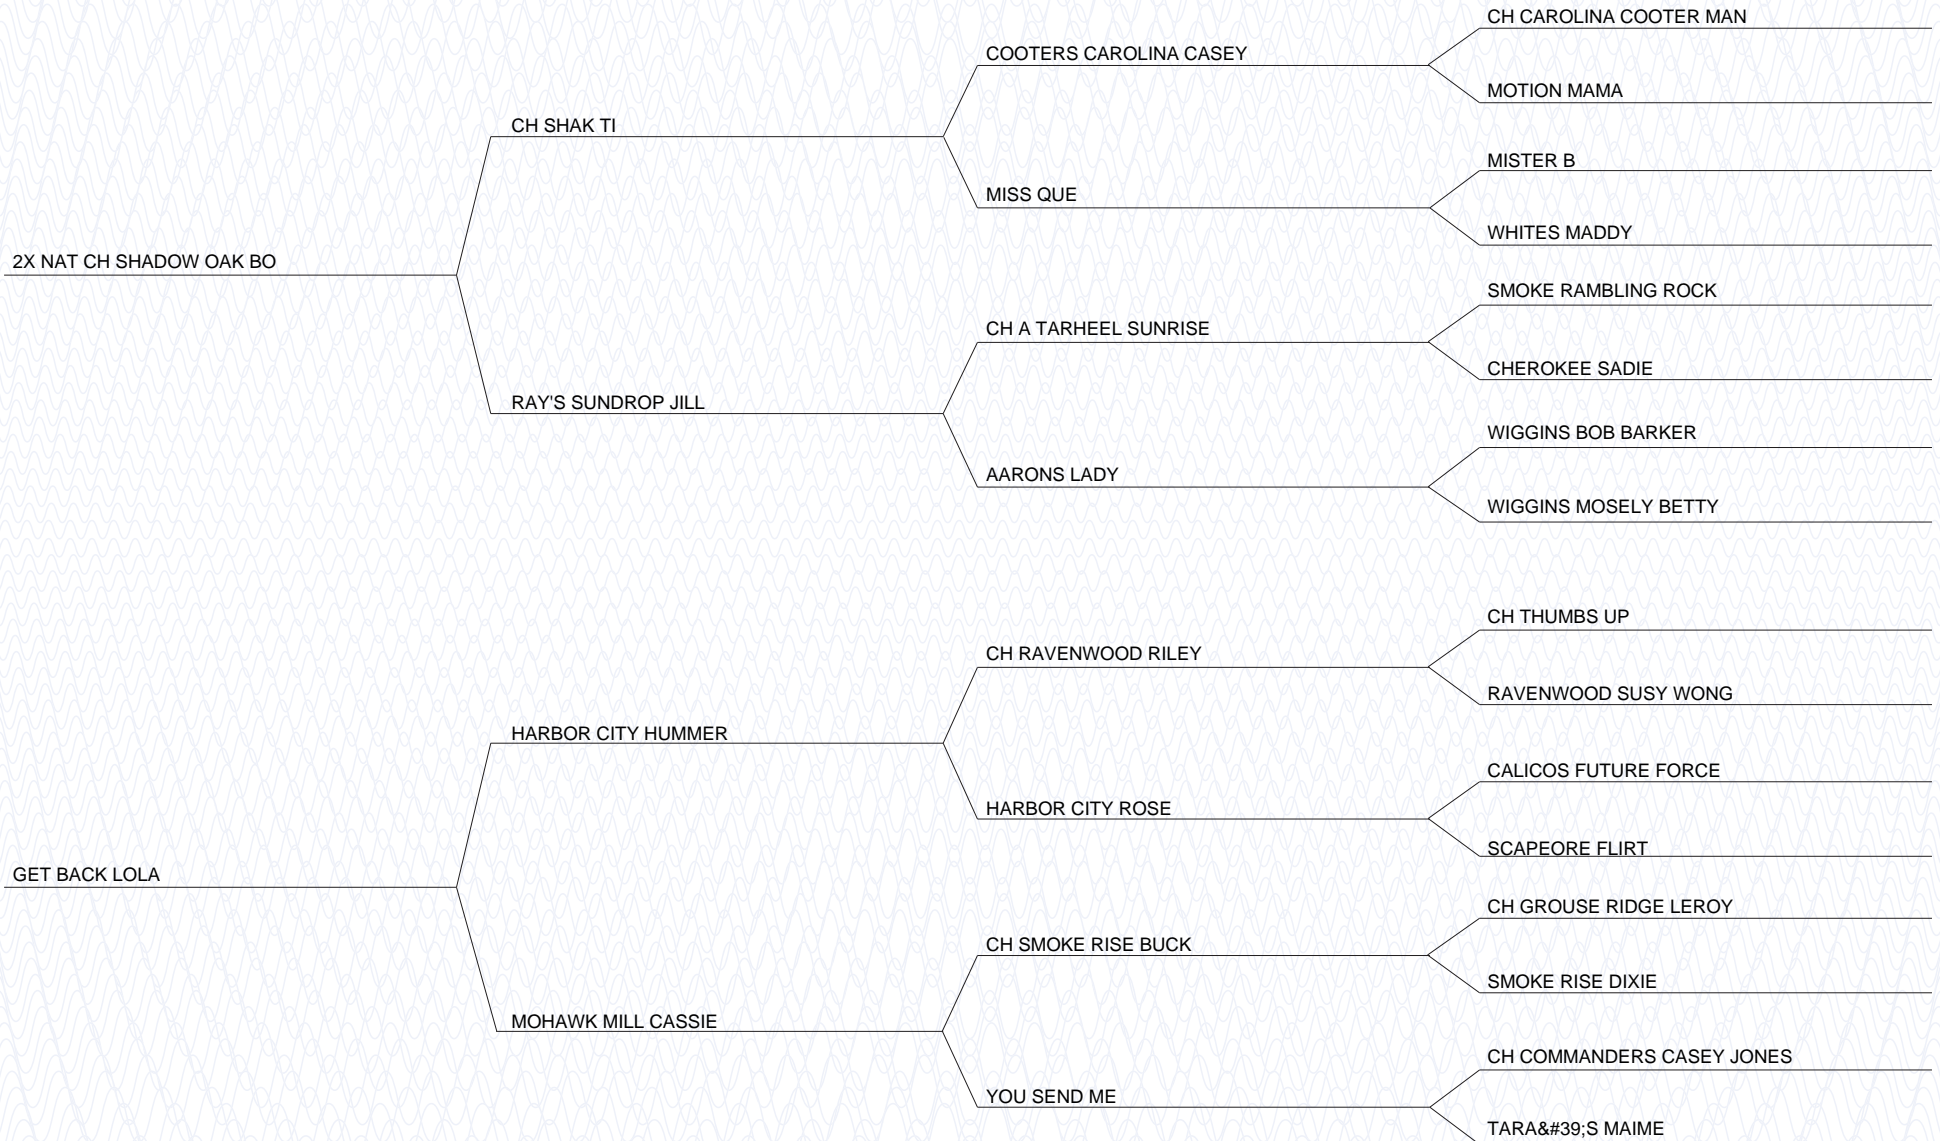 CH CAROLINA COOTER MAN
COOTERS CAROLINA CASEY
MOTION MAMA
CH SHAK TI
MISTER B
MISS QUE
WHITES MADDY
2X NAT CH SHADOW OAK BO
SMOKE RAMBLING ROCK
CH A TARHEEL SUNRISE
CHEROKEE SADIE
RAY'S SUNDROP JILL
WIGGINS BOB BARKER
AARONS LADY
WIGGINS MOSELY BETTY
CH THUMBS UP
CH RAVENWOOD RILEY
RAVENWOOD SUSY WONG
HARBOR CITY HUMMER
CALICOS FUTURE FORCE
HARBOR CITY ROSE
SCAPEORE FLIRT
GET BACK LOLA
CH GROUSE RIDGE LEROY
CH SMOKE RISE BUCK
SMOKE RISE DIXIE
MOHAWK MILL CASSIE
CH COMMANDERS CASEY JONES
YOU SEND ME
TARA&#39;S MAIME